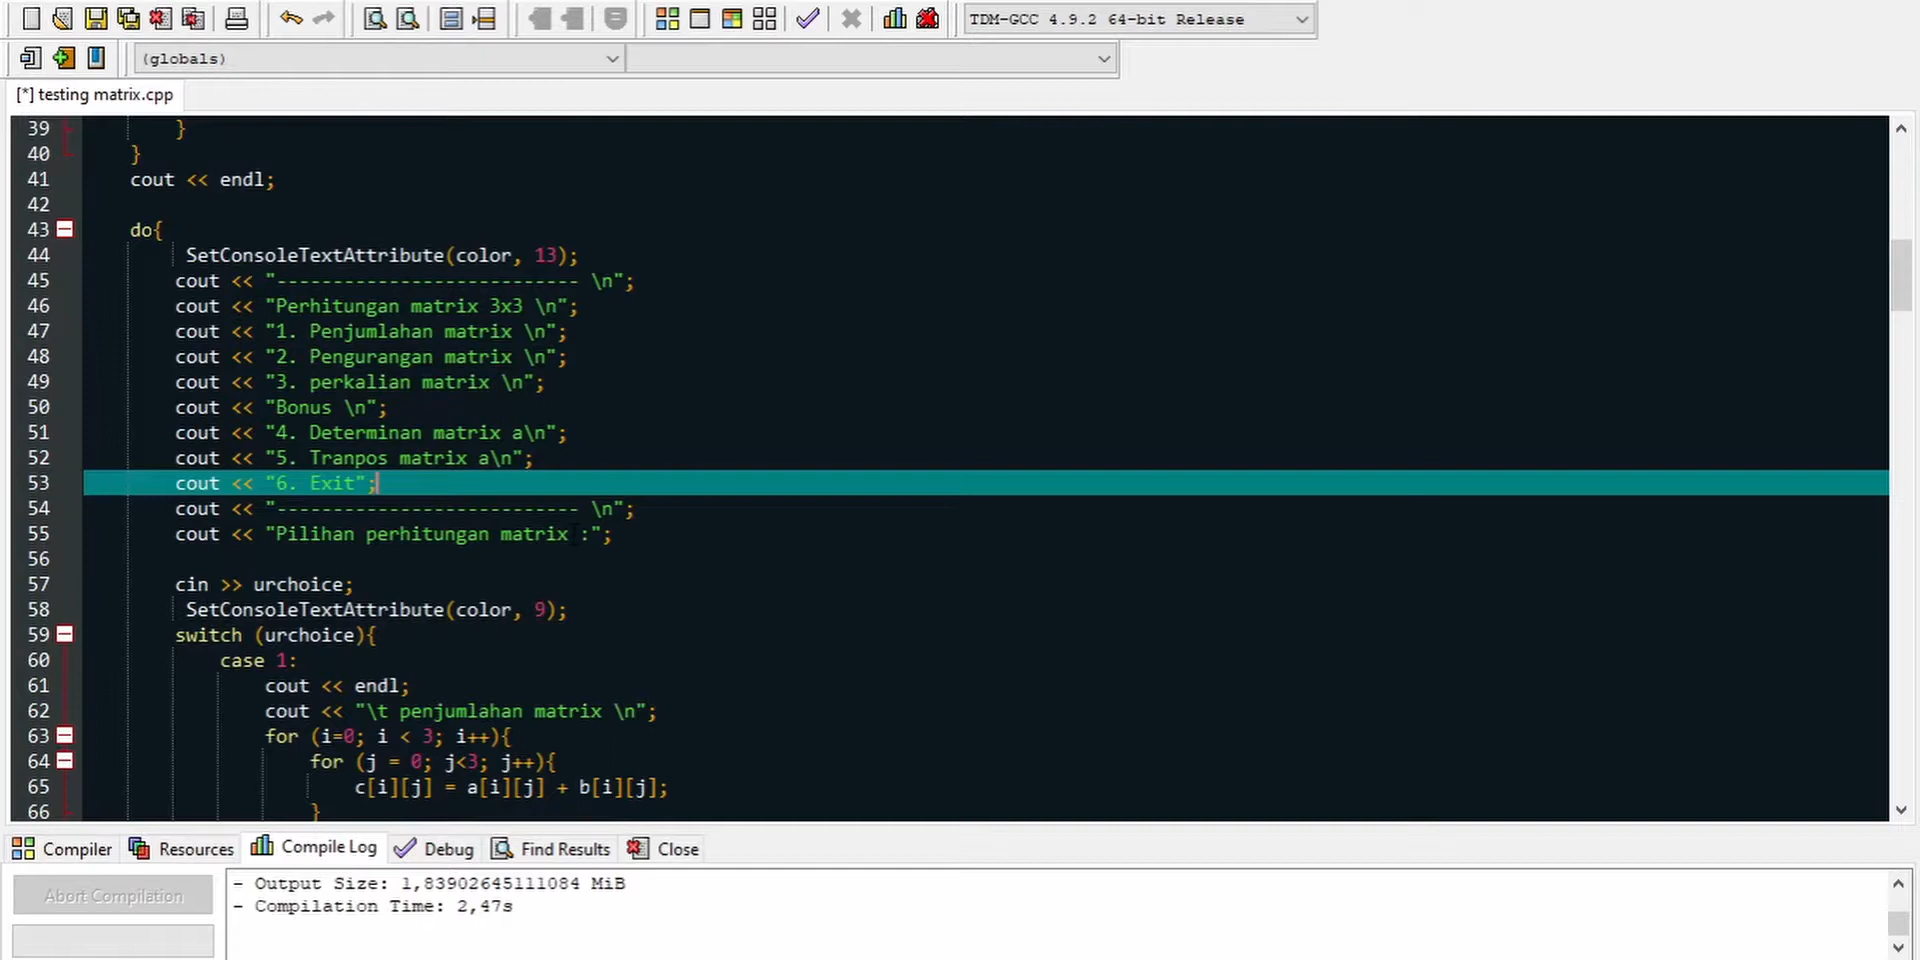 TDM-GCC 4.9.2 64-bit Release
(globals)
[*] testing matrix.cpp
39 }
40 }
41 cout << endl;
42
43 do{
44 SetConsoleTextAttribute(color, 13);
45 cout << "--------------------------- \n";
46 cout << "Perhitungan matrix 3x3 \n";
47 cout << "1. Penjumlahan matrix \n";
48 cout << "2. Pengurangan matrix \n";
49 cout << "3. perkalian matrix \n";
50 cout << "Bonus \n";
51 cout << "4. Determinan matrix a\n";
52 cout << "5. Tranpos matrix a\n";
53 cout << "6. Exit";
54 cout << "--------------------------- \n";
55 cout << "Pilihan perhitungan matrix :";
56
57 cin >> urchoice;
58 SetConsoleTextAttribute(color, 9);
59 switch (urchoice){
60 case 1:
61 cout << endl;
62 cout << "\t penjumlahan matrix \n";
63 for (i=0; i < 3; i++){
64 for (j = 0; j<3; j++){
65 c[i][j] = a[i][j] + b[i][j];
66 }
Compiler Resources Compile Log Debug Find Results Close
Abort Compilation
- Output Size: 1,83902645111084 MiB
- Compilation Time: 2,47s